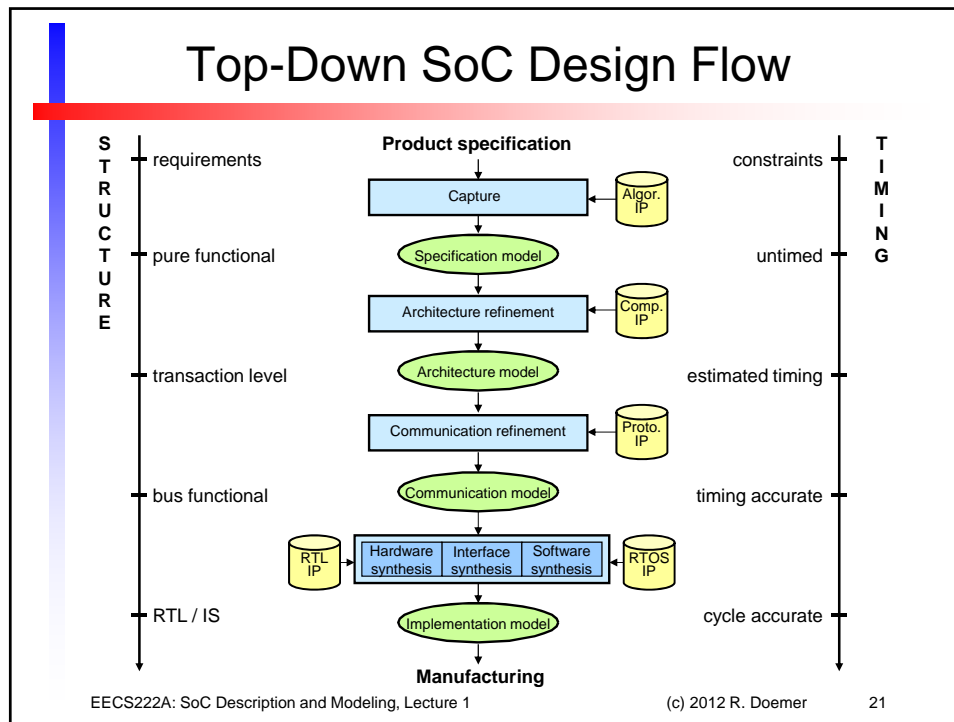 Top-Down SoC Design Flow
STRUCTURE
requirements
pure functional
transaction level
bus functional
RTL / IS
Product specification
Capture
Algor.
IP
Specification model
Architecture refinement
Comp.
IP
Architecture model
Communication refinement
Proto.
IP
Communication model
RTL
IP
Hardware
synthesis
Interface
synthesis
Software
synthesis
RTOS
IP
Implementation model
Manufacturing
TIMING
constraints
untimed
estimated timing
timing accurate
cycle accurate
EECS222A: SoC Description and Modeling, Lecture 1
(c) 2012 R. Doemer
21